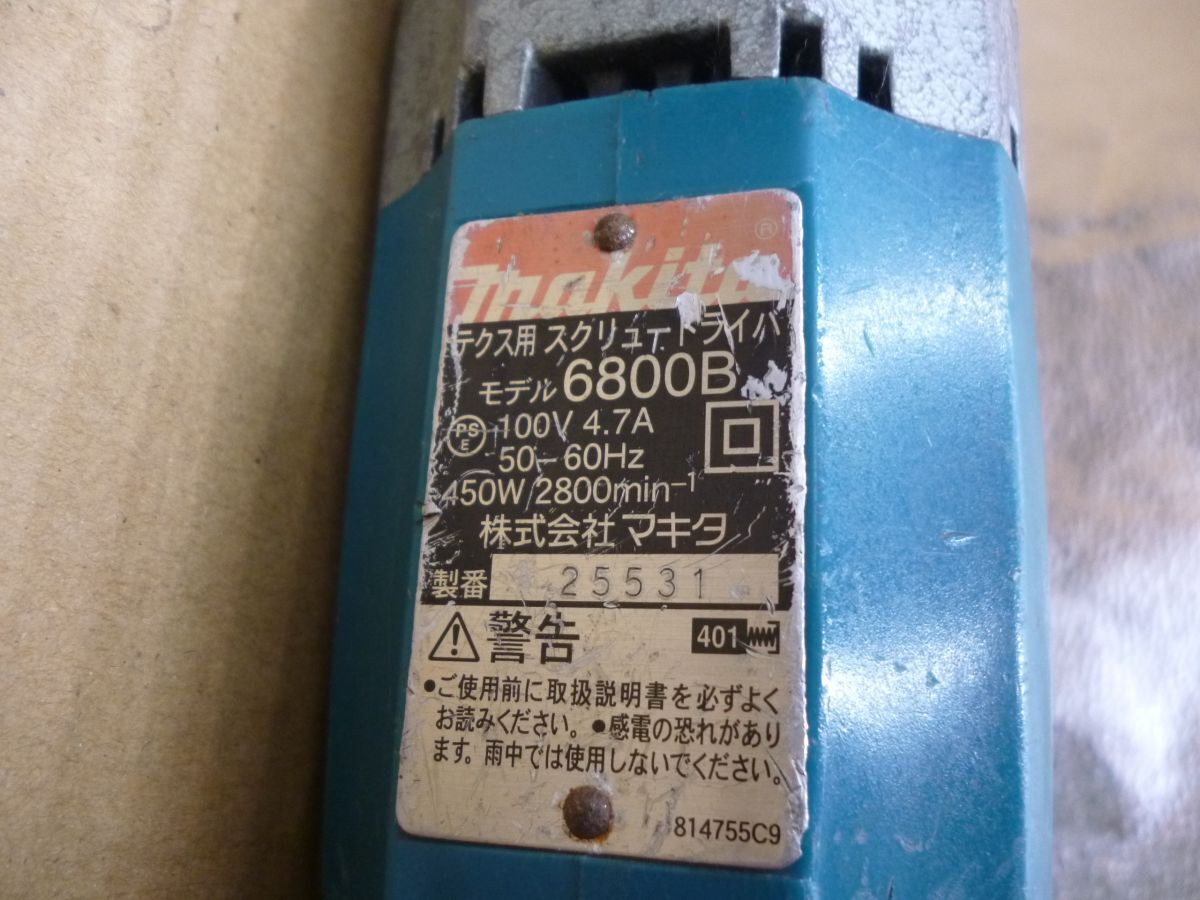 makita ®
テクス用 スクリュードライバ
モデル 6800B
PS E 100V 4.7A
50-60Hz
450W 2800min⁻¹
株式会社 マキタ
製番 25531
警告 401
●ご使用前に取扱説明書を必ずよく
お読みください。●感電の恐れがあり
ます。雨中では使用しないでください。
814755C9